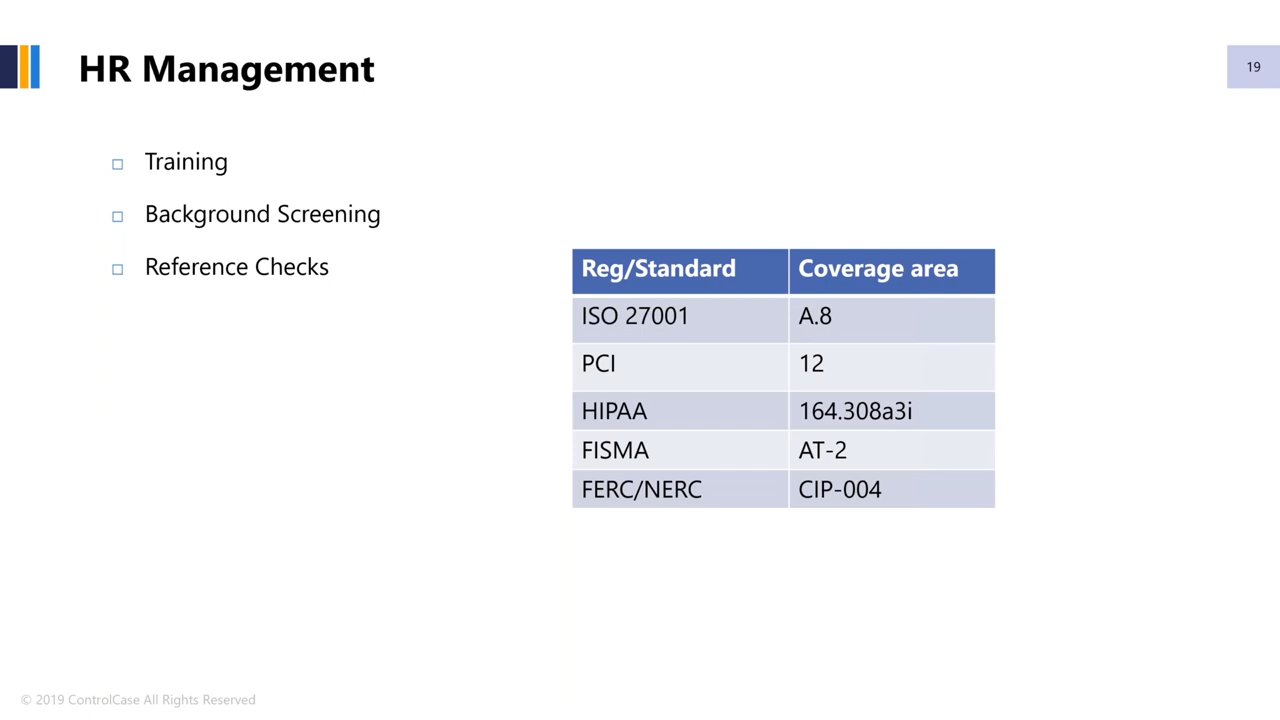 HR Management
19
Training
Background Screening
Reference Checks
Reg/Standard Coverage area
ISO 27001 A.8
PCI 12
HIPAA 164.308a3i
FISMA AT-2
FERC/NERC CIP-004
© 2019 ControlCase All Rights Reserved